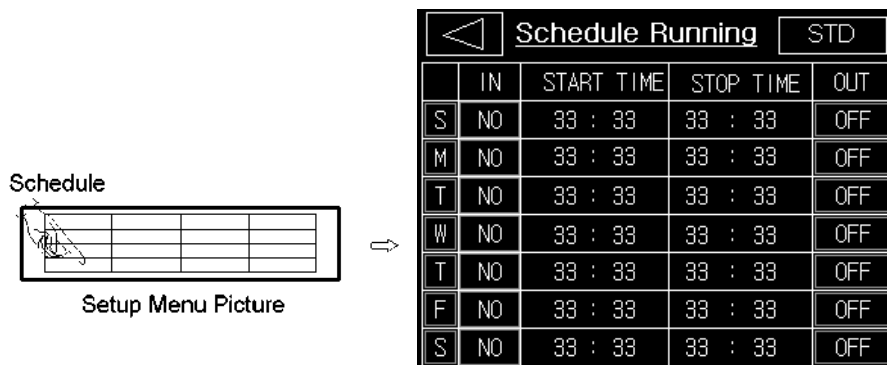 Schedule
Setup Menu Picture
Schedule Running STD
IN START TIME STOP TIME OUT
S NO 33 : 33 33 : 33 OFF
M NO 33 : 33 33 : 33 OFF
T NO 33 : 33 33 : 33 OFF
W NO 33 : 33 33 : 33 OFF
T NO 33 : 33 33 : 33 OFF
F NO 33 : 33 33 : 33 OFF
S NO 33 : 33 33 : 33 OFF